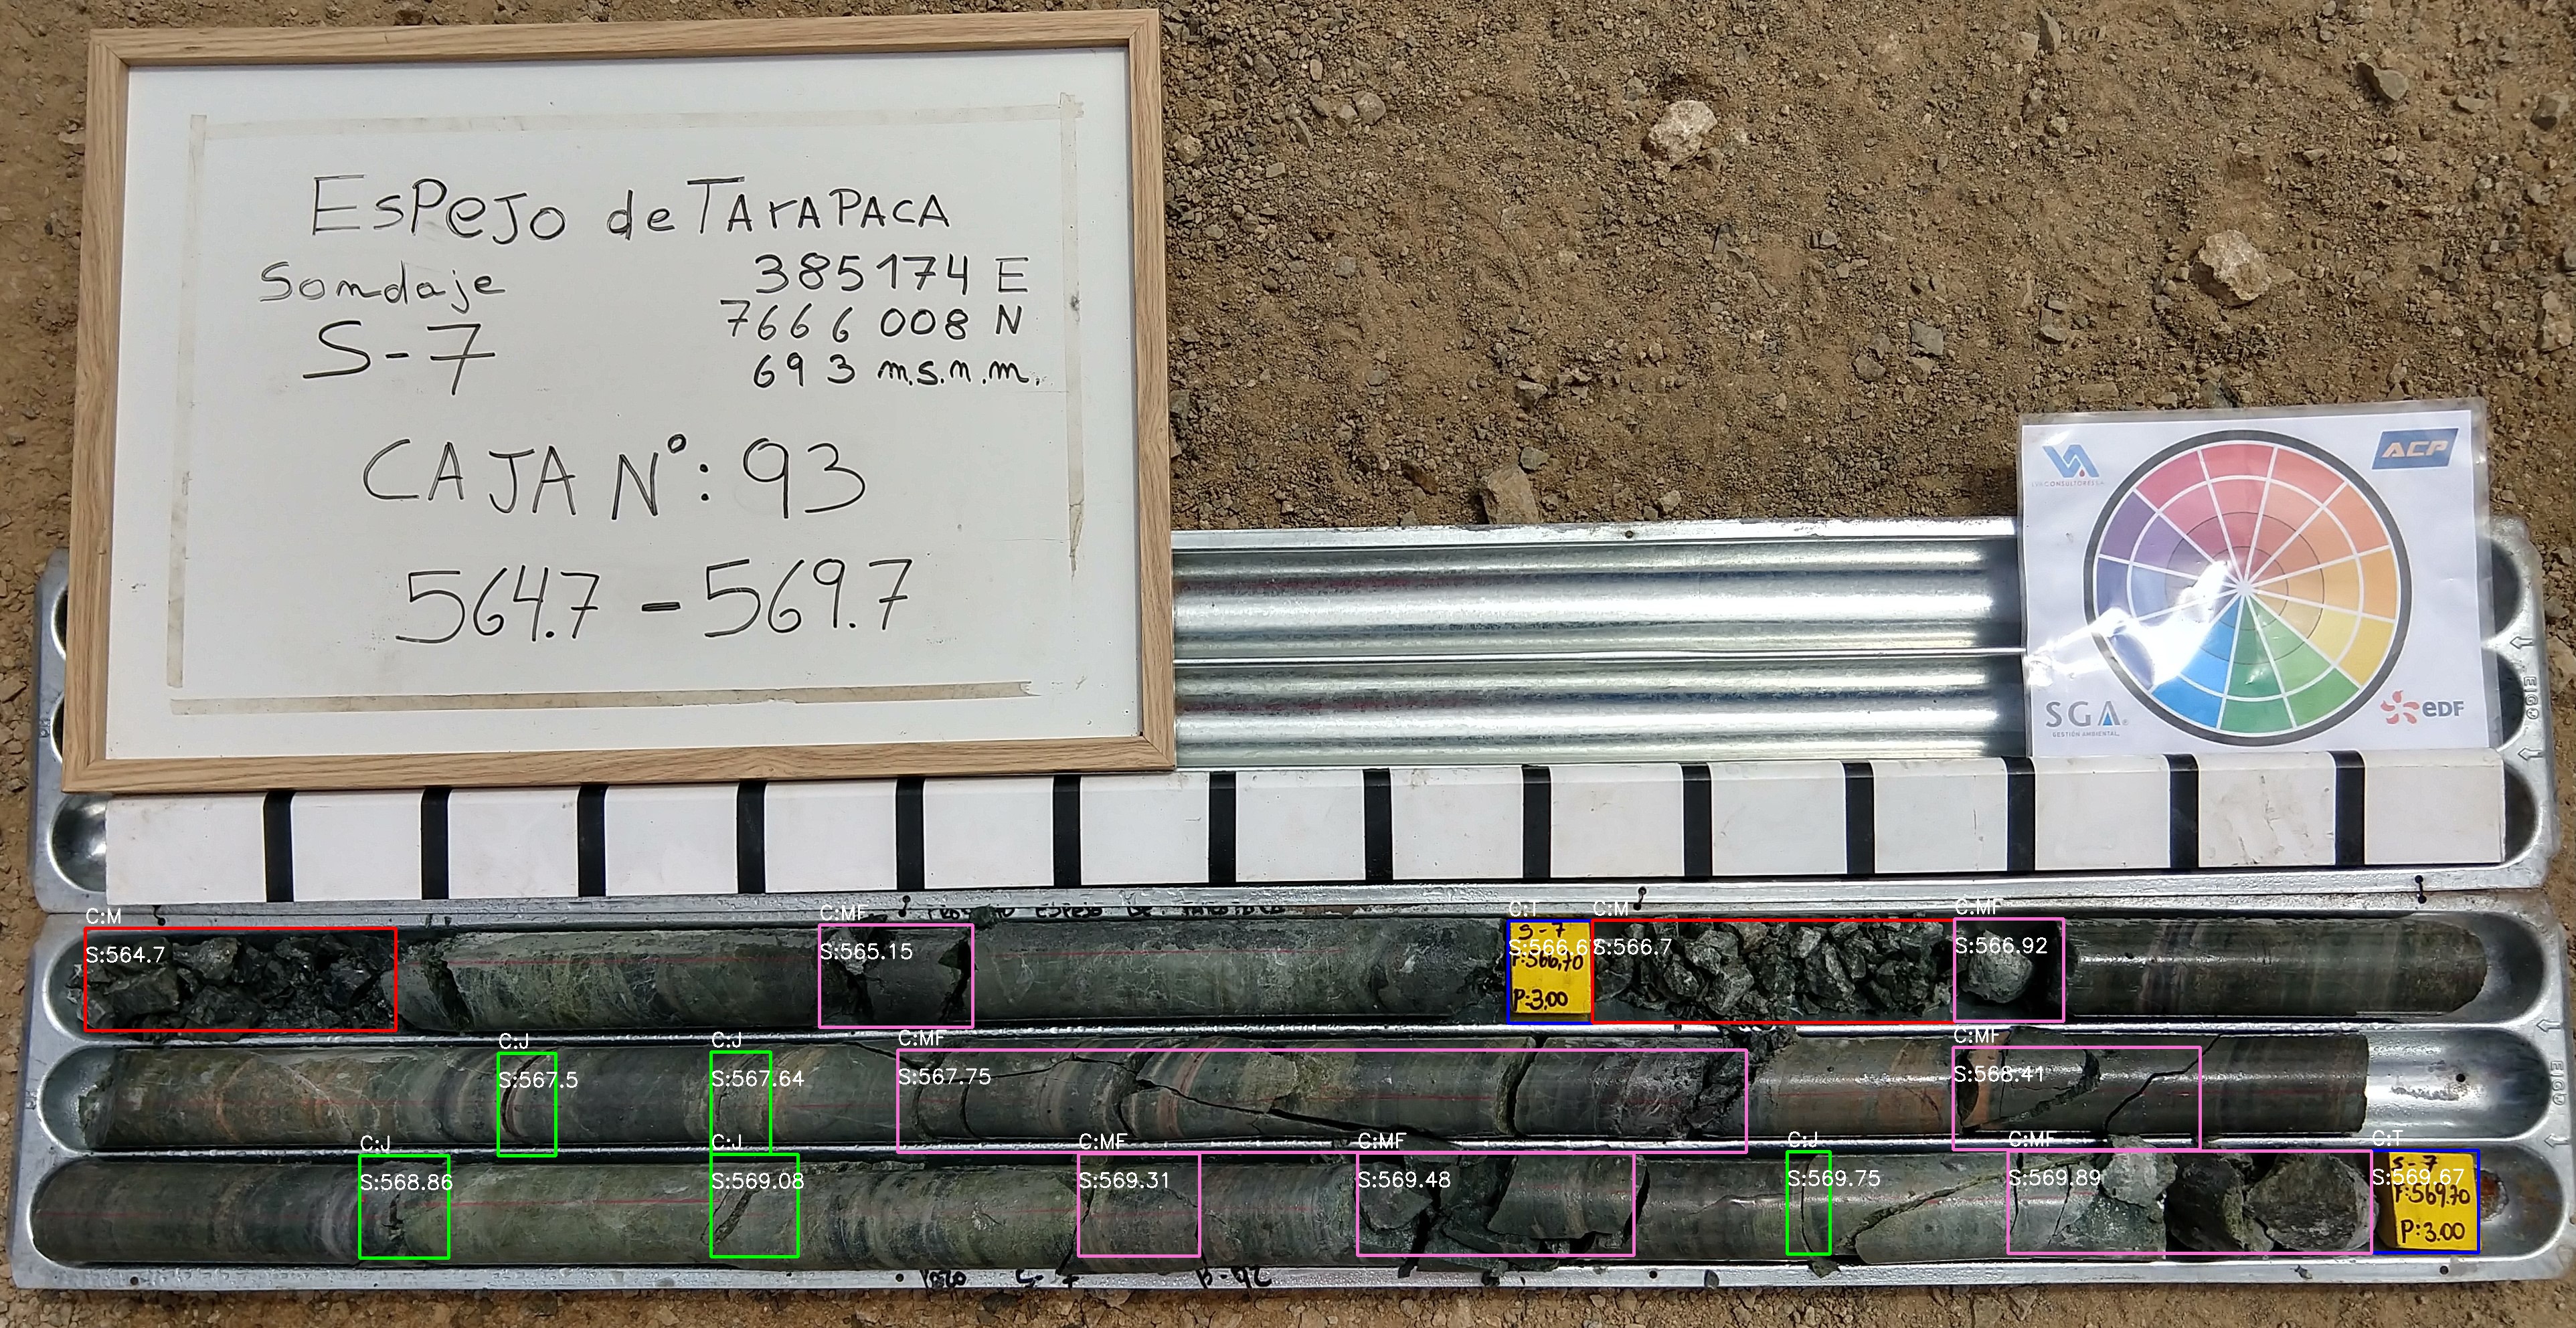 ESPEJO de TARAPACA
Sondaje
S-7
385174 E
7666008 N
693 m.s.n.m.
CAJA N°: 93
564.7 - 569.7
ACP
SGA
GESTION AMBIENTAL
eDF
C:M
S:564.7
C:MF
S:565.15
C:T
S-7
F:566,70
P:3.00
C:M
S:566.7
C:MF
S:566.92
C:J
S:567.5
C:J
S:567.64
C:MF
S:567.75
C:MF
S:568.41
C:J
S:568.86
C:J
S:569.08
C:MF
S:569.31
C:MF
S:569.48
C:J
S:569.75
C:MF
S:569.89
C:T
S:569.67
S-7
F:569.70
P:3.00